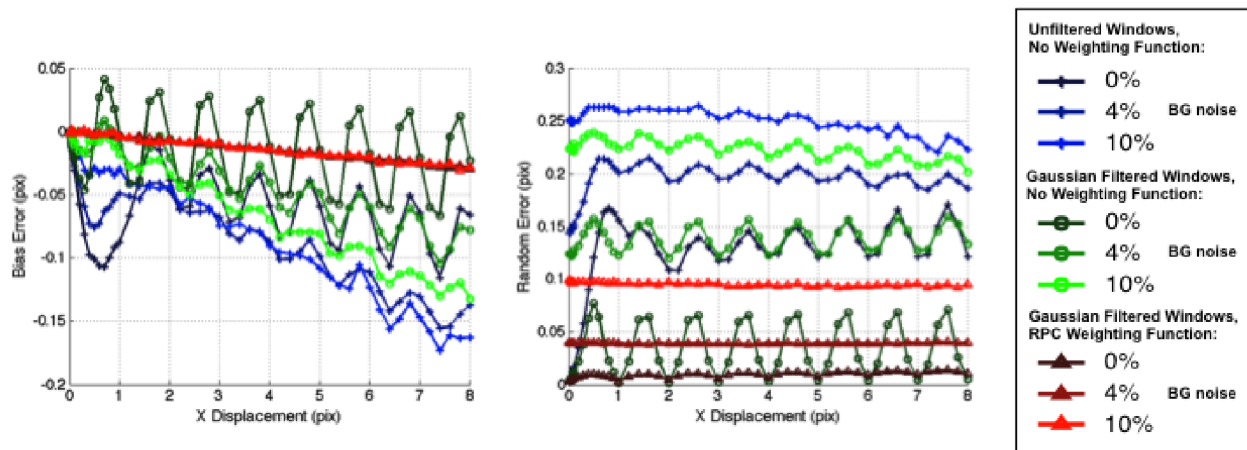 0.05
0
-0.05
-0.1
-0.15
-0.2
Bias Error (pix)
0 1 2 3 4 5 6 7 8
X Displacement (pix)
0.3
0.25
0.2
0.15
0.1
0.05
0
Random Error (pix)
0 1 2 3 4 5 6 7 8
X Displacement (pix)
Unfiltered Windows,
No Weighting Function:
0%
4% BG noise
10%
Gaussian Filtered Windows,
No Weighting Function:
0%
4% BG noise
10%
Gaussian Filtered Windows,
RPC Weighting Function:
0%
4% BG noise
10%